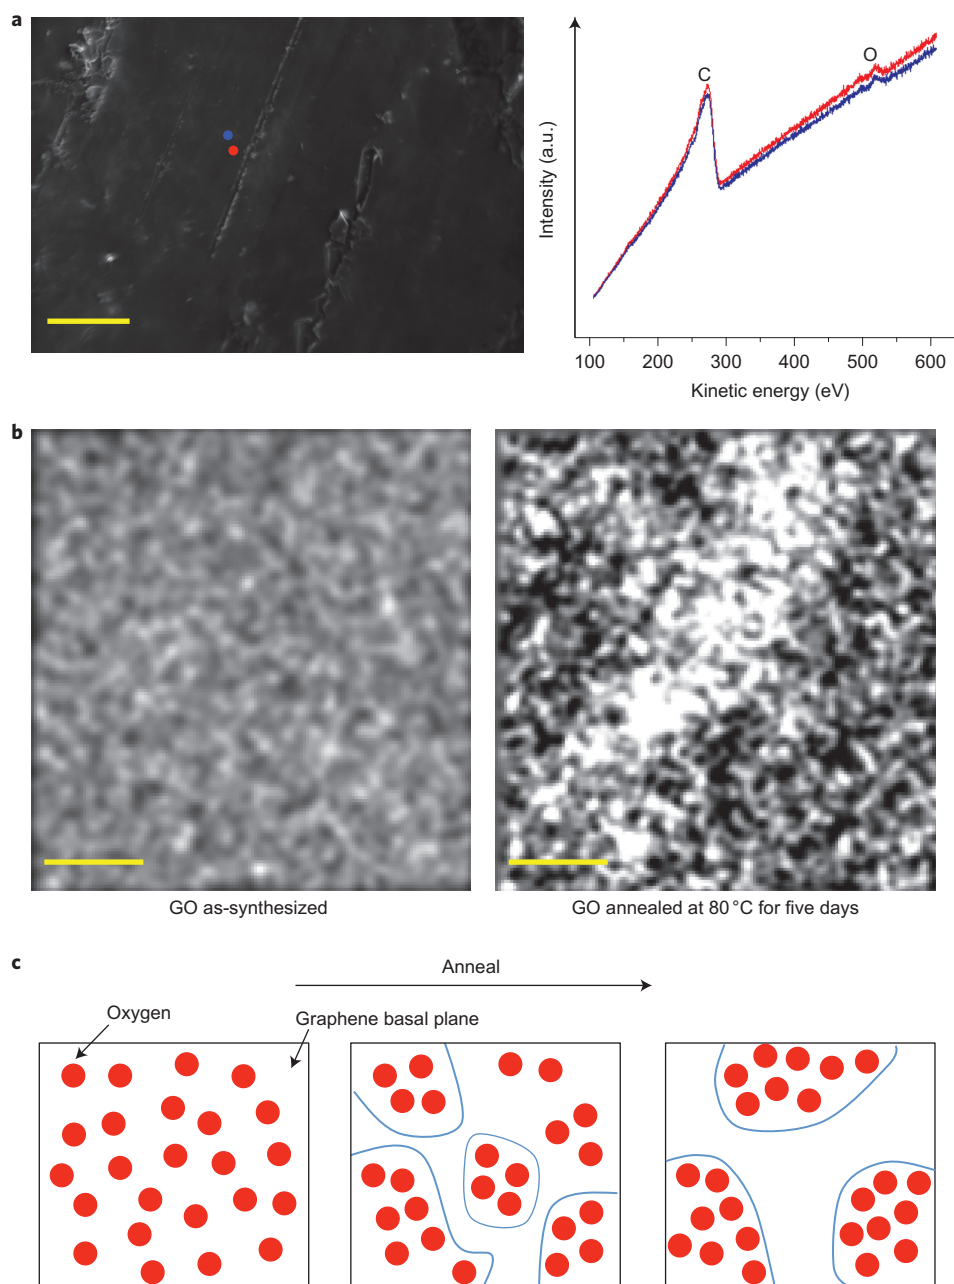 a
C
O
Intensity (a.u.)
100 200 300 400 500 600
Kinetic energy (eV)
b
GO as-synthesized
GO annealed at 80 °C for five days
c
Anneal
Oxygen
Graphene basal plane